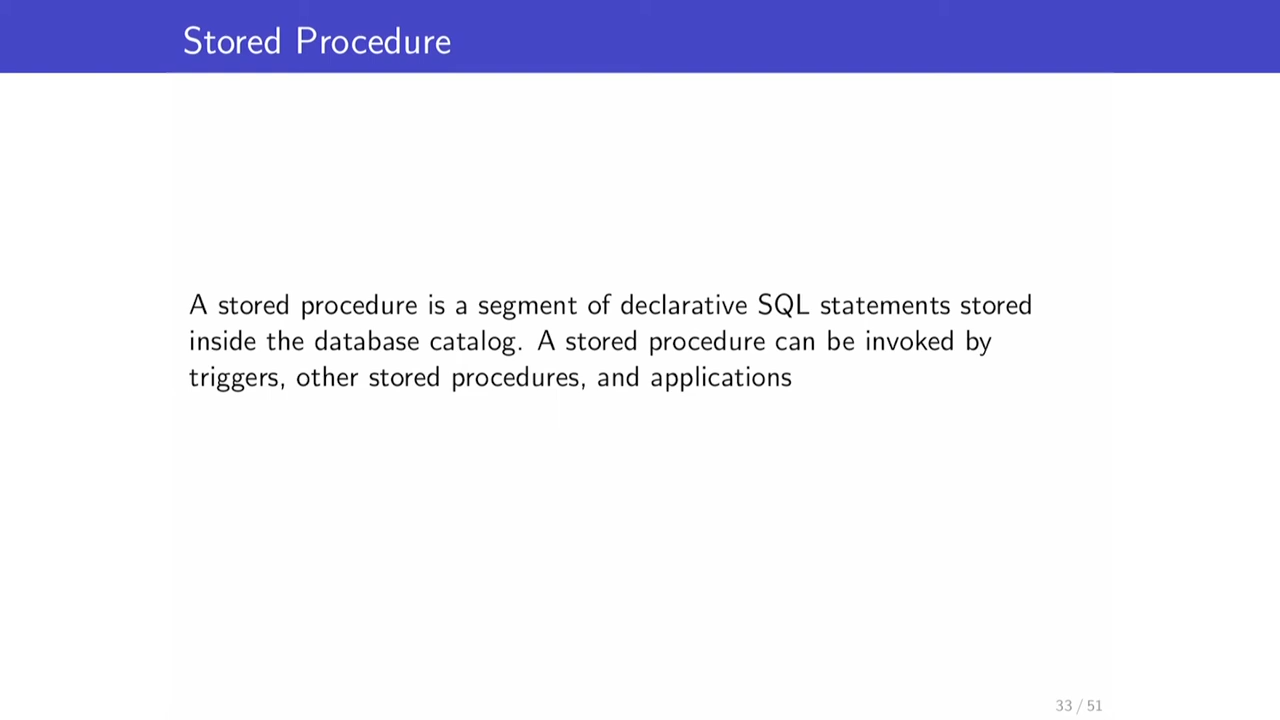 Stored Procedure
A stored procedure is a segment of declarative SQL statements stored
inside the database catalog. A stored procedure can be invoked by
triggers, other stored procedures, and applications
33 / 51